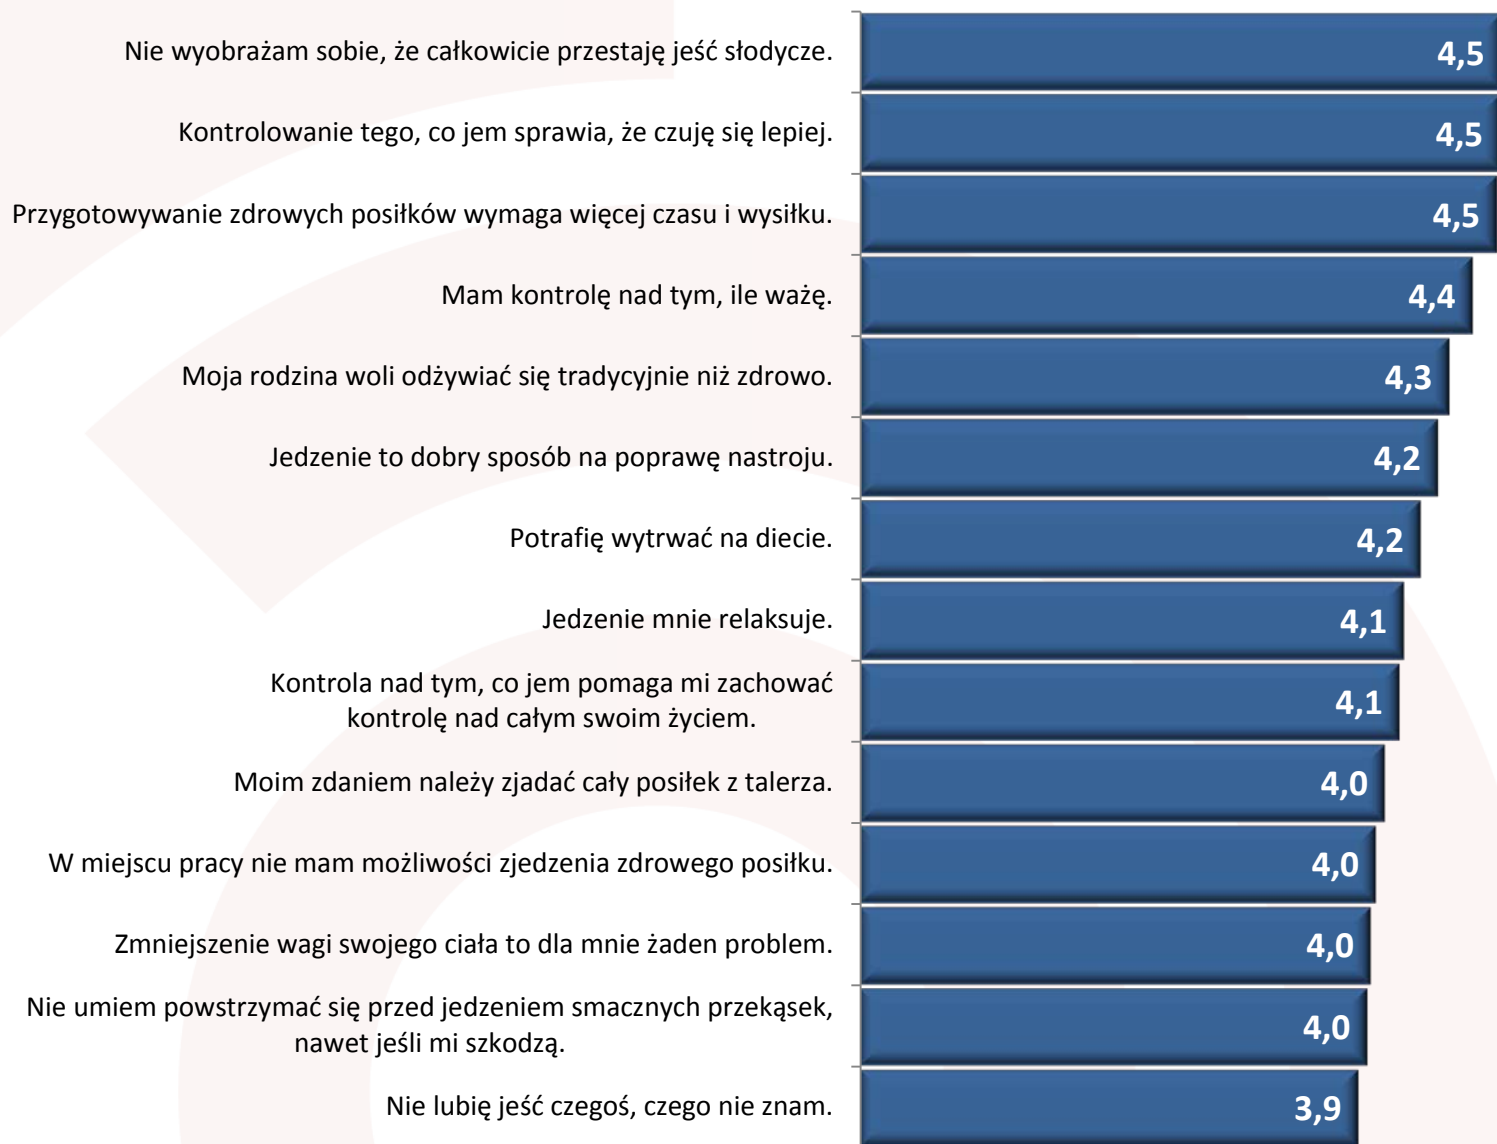 Nie wyobrażam sobie, że całkowicie przestaję jeść słodycze.
4,5
Kontrolowanie tego, co jem sprawia, że czuję się lepiej.
4,5
Przygotowywanie zdrowych posiłków wymaga więcej czasu i wysiłku.
4,5
Mam kontrolę nad tym, ile ważę.
4,4
Moja rodzina woli odżywiać się tradycyjnie niż zdrowo.
4,3
Jedzenie to dobry sposób na poprawę nastroju.
4,2
Potrafię wytrwać na diecie.
4,2
Jedzenie mnie relaksuje.
4,1
Kontrola nad tym, co jem pomaga mi zachować
kontrolę nad całym swoim życiem.
4,1
Moim zdaniem należy zjadać cały posiłek z talerza.
4,0
W miejscu pracy nie mam możliwości zjedzenia zdrowego posiłku.
4,0
Zmniejszenie wagi swojego ciała to dla mnie żaden problem.
4,0
Nie umiem powstrzymać się przed jedzeniem smacznych przekąsek,
nawet jeśli mi szkodzą.
4,0
Nie lubię jeść czegoś, czego nie znam.
3,9